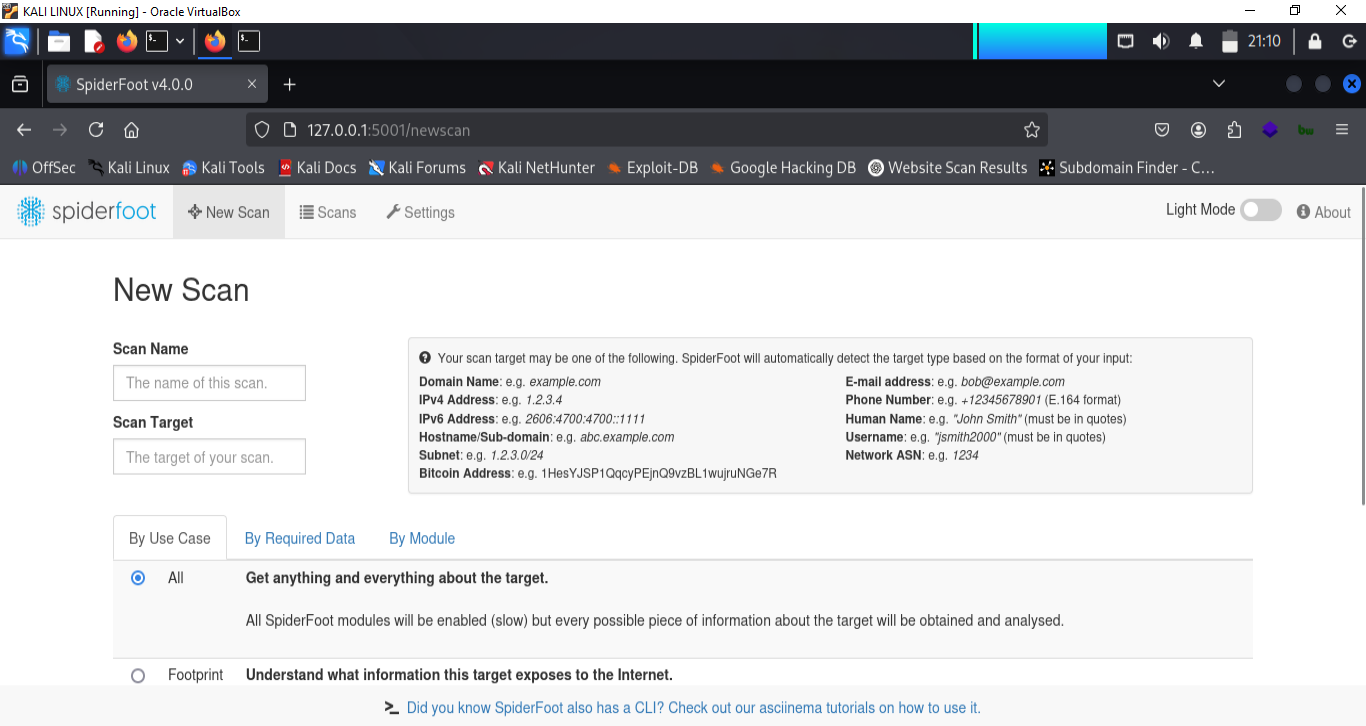 KALI LINUX [Running] - Oracle VirtualBox
21:10
SpiderFoot v4.0.0
127.0.0.1:5001/newscan
OffSec Kali Linux Kali Tools Kali Docs Kali Forums Kali NetHunter Exploit-DB Google Hacking DB Website Scan Results Subdomain Finder - C…
spiderfoot New Scan Scans Settings Light Mode About
New Scan
Scan Name
The name of this scan.
Scan Target
The target of your scan.
Your scan target may be one of the following. SpiderFoot will automatically detect the target type based on the format of your input:
Domain Name: e.g. example.com
IPv4 Address: e.g. 1.2.3.4
IPv6 Address: e.g. 2606:4700:4700::1111
Hostname/Sub-domain: e.g. abc.example.com
Subnet: e.g. 1.2.3.0/24
Bitcoin Address: e.g. 1HesYJSP1QqcyPEjnQ9vzBL1wujruNGe7R
E-mail address: e.g. bob@example.com
Phone Number: e.g. +12345678901 (E.164 format)
Human Name: e.g. "John Smith" (must be in quotes)
Username: e.g. "jsmith2000" (must be in quotes)
Network ASN: e.g. 1234
By Use Case By Required Data By Module
All Get anything and everything about the target.
All SpiderFoot modules will be enabled (slow) but every possible piece of information about the target will be obtained and analysed.
Footprint Understand what information this target exposes to the Internet.
Did you know SpiderFoot also has a CLI? Check out our asciinema tutorials on how to use it.